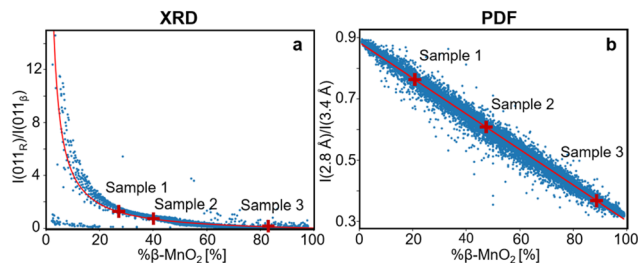 XRD
PDF
a
b
I(011R)/I(011β)
12
8
4
0
Sample 1
Sample 2
Sample 3
0
20
40
60
80
100
%β-MnO2 [%]
I(2.8 Å)/I(3.4 Å)
0.9
0.7
0.5
0.3
Sample 1
Sample 2
Sample 3
0
20
40
60
80
100
%β-MnO2 [%]